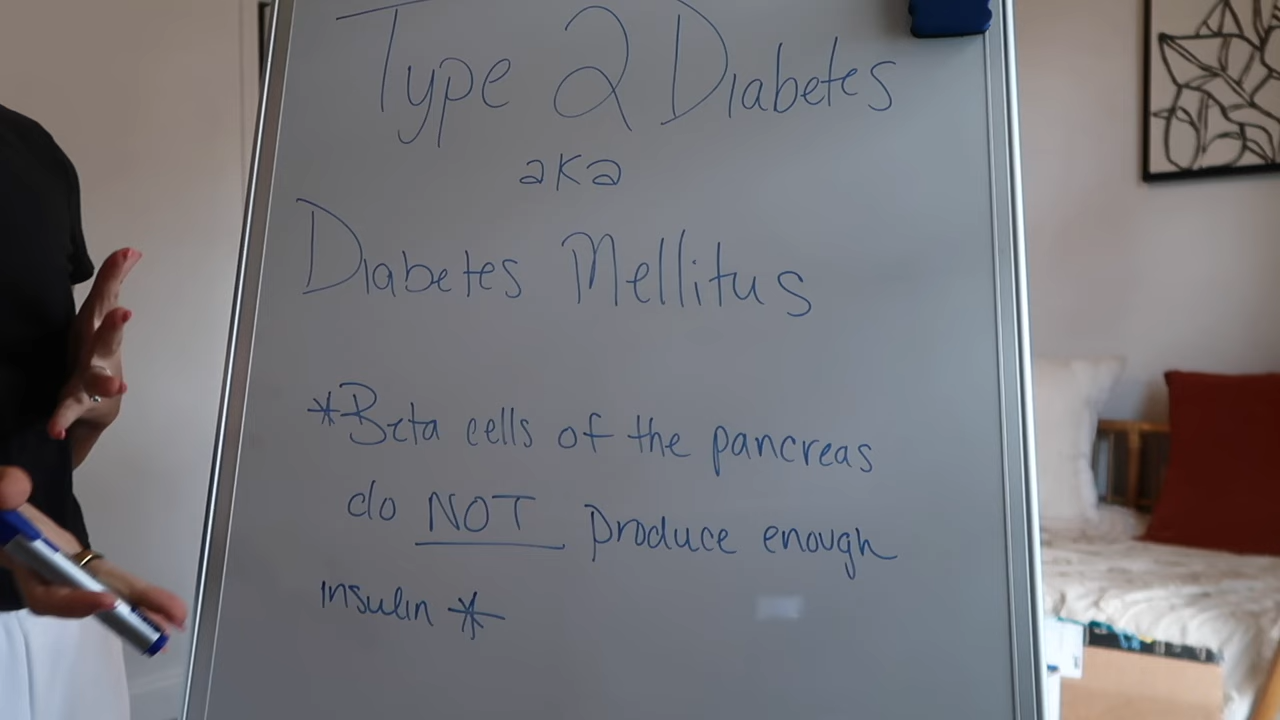 Type 2 Diabetes
aka
Diabetes Mellitus
*Beta cells of the pancreas
do NOT produce enough
insulin *